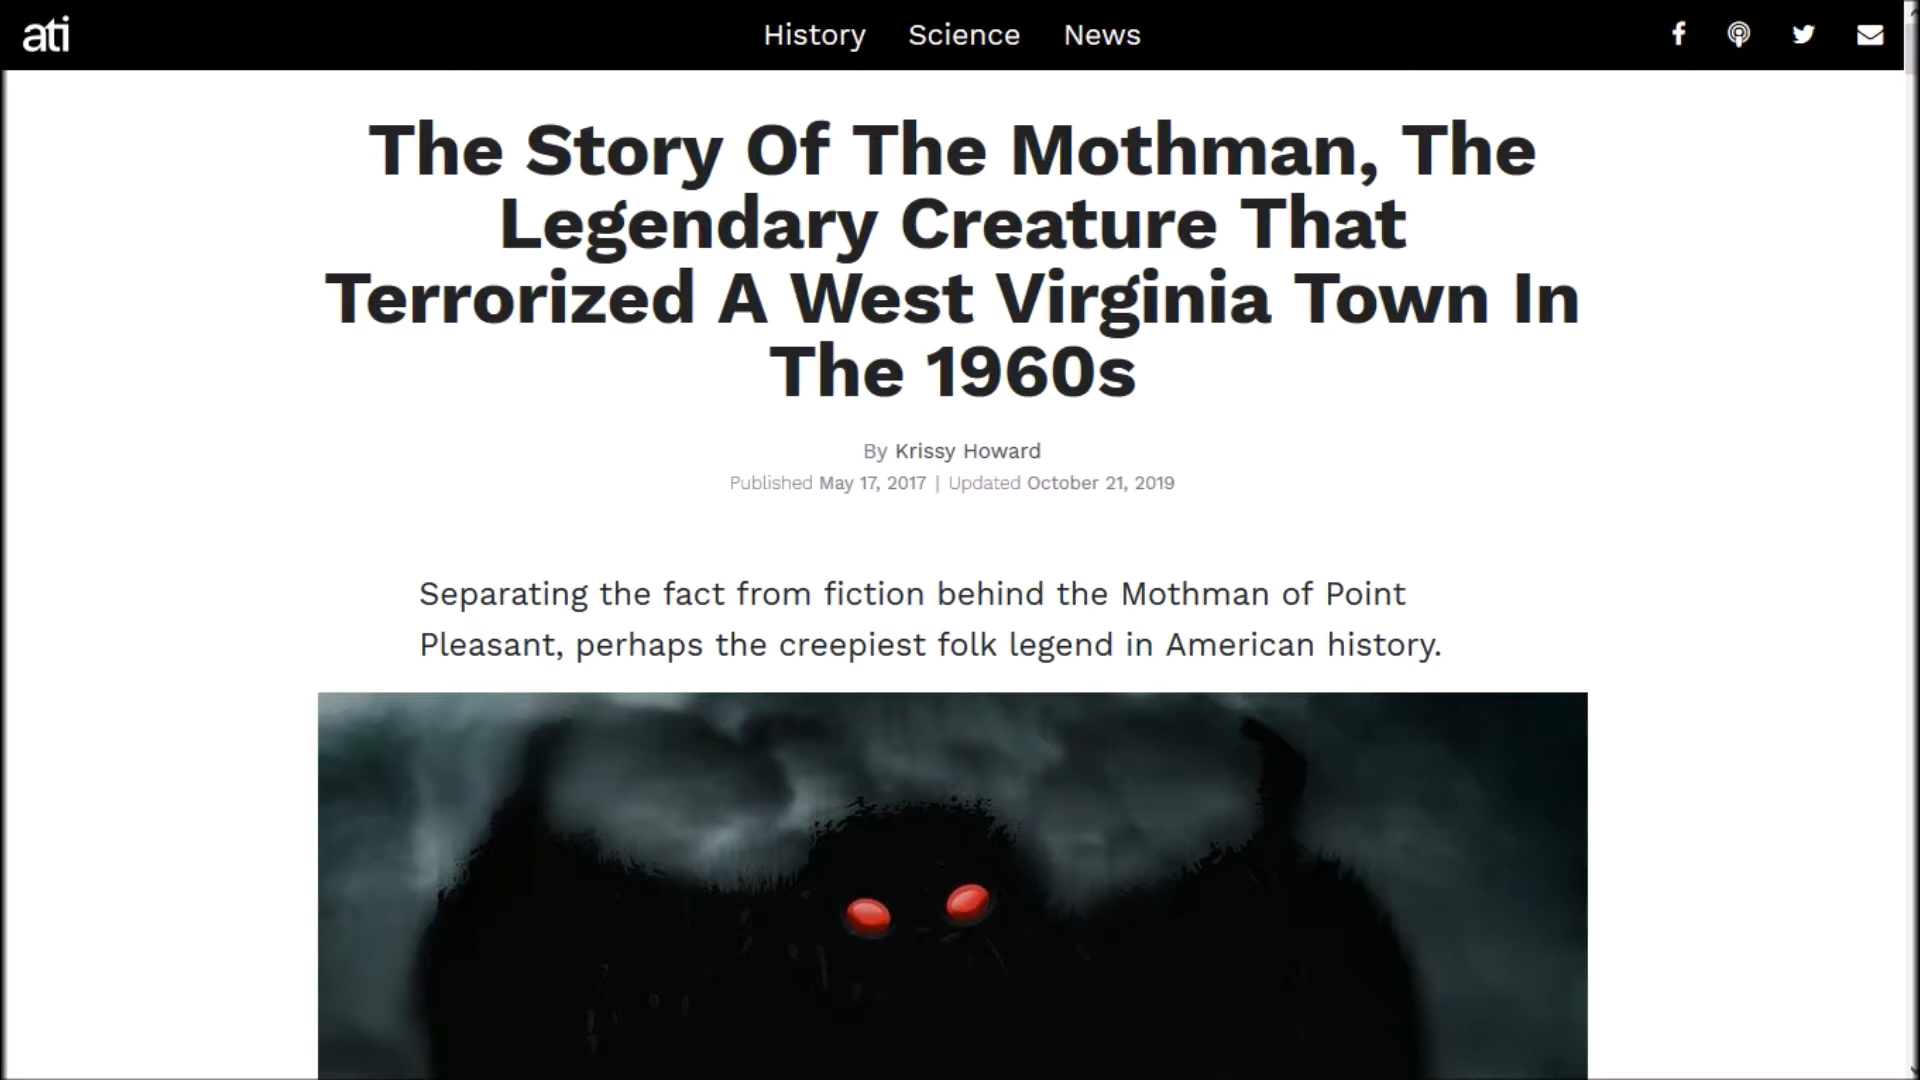 ati
History Science News
The Story Of The Mothman, The
Legendary Creature That
Terrorized A West Virginia Town In
The 1960s
By Krissy Howard
Published May 17, 2017 | Updated October 21, 2019
Separating the fact from fiction behind the Mothman of Point
Pleasant, perhaps the creepiest folk legend in American history.